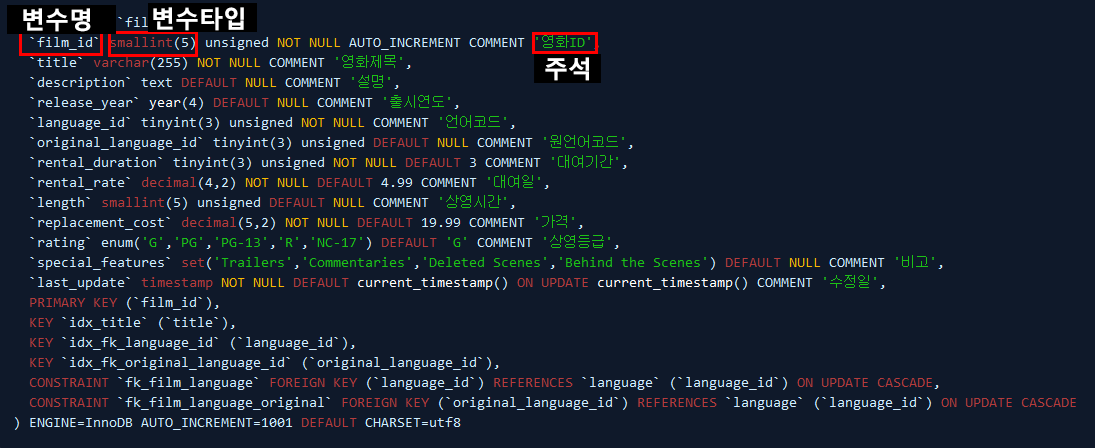 변수명 변수타입
`fil
`film_id` smallint(5) unsigned NOT NULL AUTO_INCREMENT COMMENT '영화ID',
주석
`title` varchar(255) NOT NULL COMMENT '영화제목',
`description` text DEFAULT NULL COMMENT '설명',
`release_year` year(4) DEFAULT NULL COMMENT '출시연도',
`language_id` tinyint(3) unsigned NOT NULL COMMENT '언어코드',
`original_language_id` tinyint(3) unsigned DEFAULT NULL COMMENT '원언어코드',
`rental_duration` tinyint(3) unsigned NOT NULL DEFAULT 3 COMMENT '대여기간',
`rental_rate` decimal(4,2) NOT NULL DEFAULT 4.99 COMMENT '대여일',
`length` smallint(5) unsigned DEFAULT NULL COMMENT '상영시간',
`replacement_cost` decimal(5,2) NOT NULL DEFAULT 19.99 COMMENT '가격',
`rating` enum('G','PG','PG-13','R','NC-17') DEFAULT 'G' COMMENT '상영등급',
`special_features` set('Trailers','Commentaries','Deleted Scenes','Behind the Scenes') DEFAULT NULL COMMENT '비고',
`last_update` timestamp NOT NULL DEFAULT current_timestamp() ON UPDATE current_timestamp() COMMENT '수정일',
PRIMARY KEY (`film_id`),
KEY `idx_title` (`title`),
KEY `idx_fk_language_id` (`language_id`),
KEY `idx_fk_original_language_id` (`original_language_id`),
CONSTRAINT `fk_film_language` FOREIGN KEY (`language_id`) REFERENCES `language` (`language_id`) ON UPDATE CASCADE,
CONSTRAINT `fk_film_language_original` FOREIGN KEY (`original_language_id`) REFERENCES `language` (`language_id`) ON UPDATE CASCADE
) ENGINE=InnoDB AUTO_INCREMENT=1001 DEFAULT CHARSET=utf8